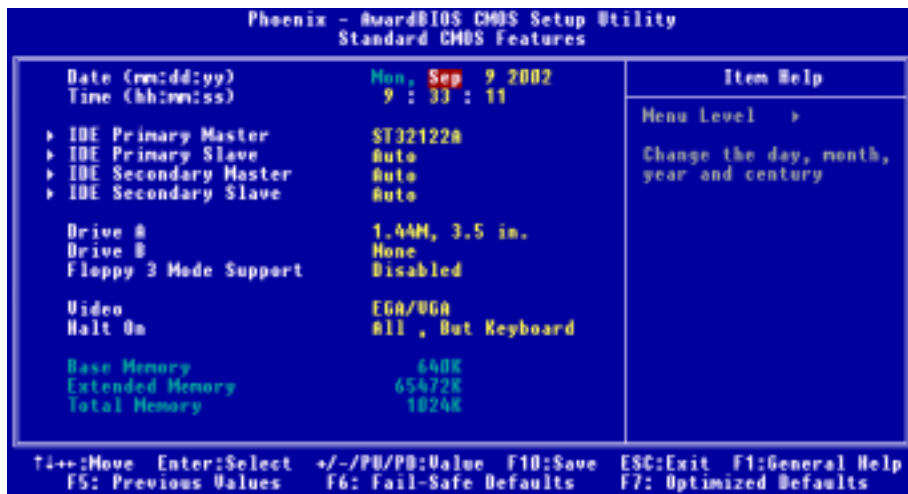 Phoenix - AwardBIOS CMOS Setup Utility
Standard CMOS Features
Date (mm:dd:yy) Mon, Sep 9 2002
Time (hh:mm:ss) 9 : 33 : 11
IDE Primary Master ST32122A
IDE Primary Slave Auto
IDE Secondary Master Auto
IDE Secondary Slave Auto
Drive A 1.44M, 3.5 in.
Drive B None
Floppy 3 Mode Support Disabled
Video EGA/VGA
Halt On All , But Keyboard
Base Memory 640K
Extended Memory 65472K
Total Memory 1024K
Item Help
Menu Level ▸
Change the day, month,
year and century
↑↓←→:Move Enter:Select +/-/PU/PD:Value F10:Save ESC:Exit F1:General Help
F5: Previous Values F6: Fail-Safe Defaults F7: Optimized Defaults